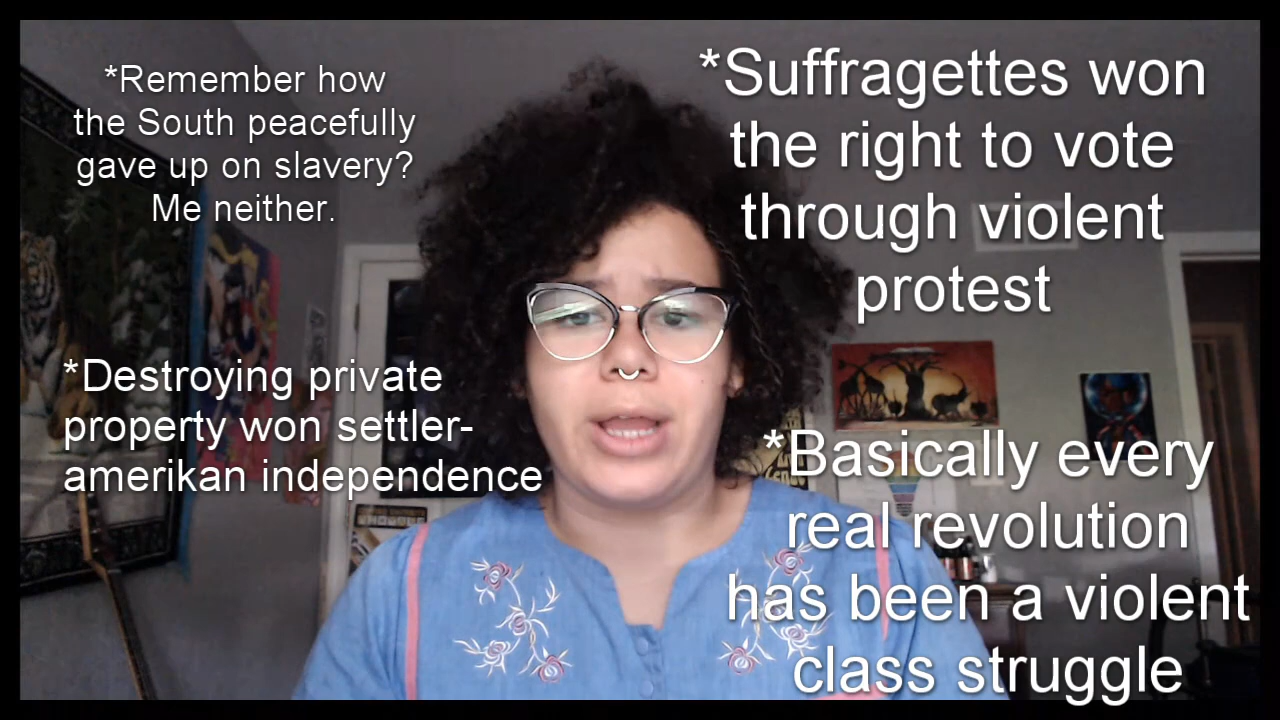 *Remember how
the South peacefully
gave up on slavery?
Me neither.
*Suffragettes won
the right to vote
through violent
protest
*Destroying private
property won settler-
amerikan independence
*Basically every
real revolution
has been a violent
class struggle